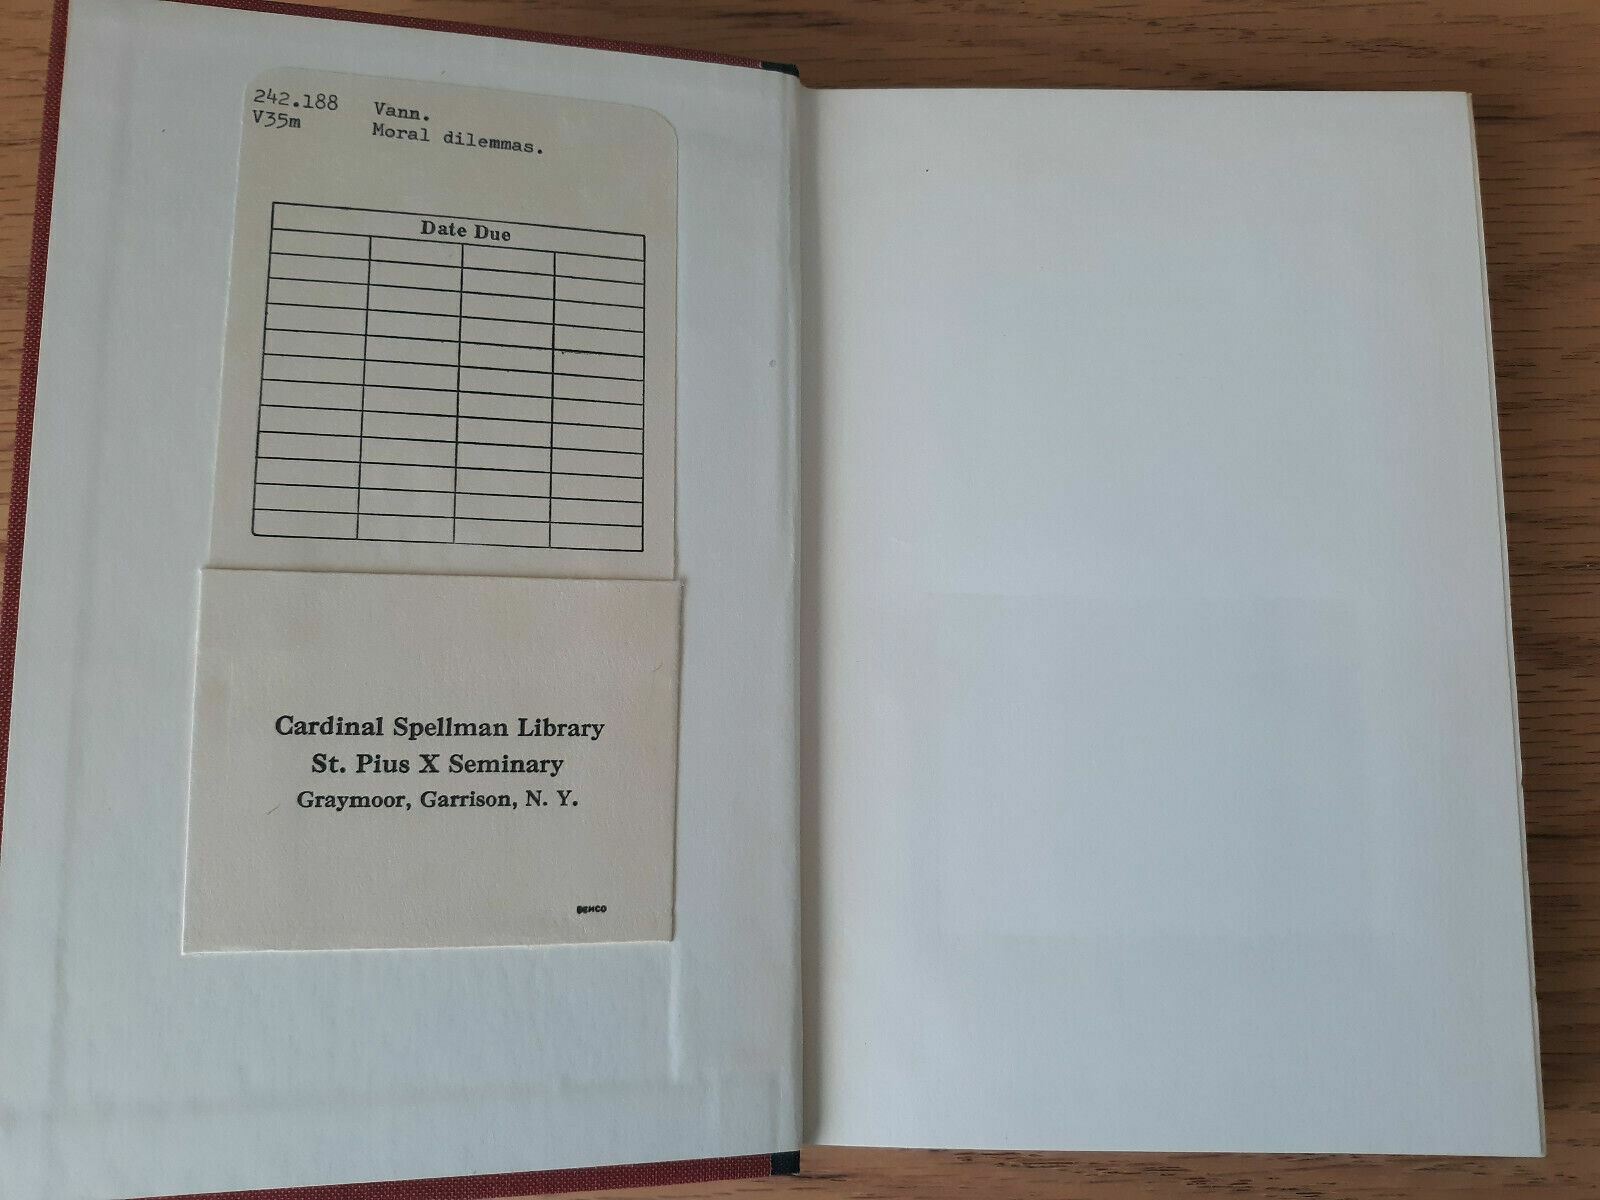 242.188 Vann.
V35m Moral dilemmas.
Date Due
Cardinal Spellman Library
St. Pius X Seminary
Graymoor, Garrison, N. Y.
DEMCO